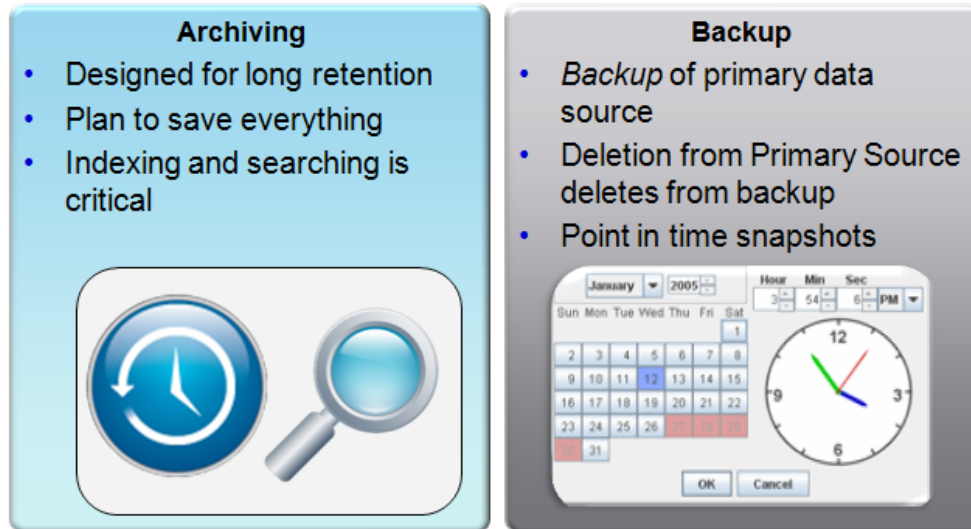 Archiving
• Designed for long retention
• Plan to save everything
• Indexing and searching is
critical
Backup
• Backup of primary data
source
• Deletion from Primary Source
deletes from backup
• Point in time snapshots
January 2005
Hour Min Sec
3 54 6 PM
Sun Mon Tue Wed Thu Fri Sat
1
2 3 4 5 6 7 8
9 10 11 12 13 14 15
16 17 18 19 20 21 22
23 24 25 26 27 28 29
30 31
12
9 3
6
OK Cancel